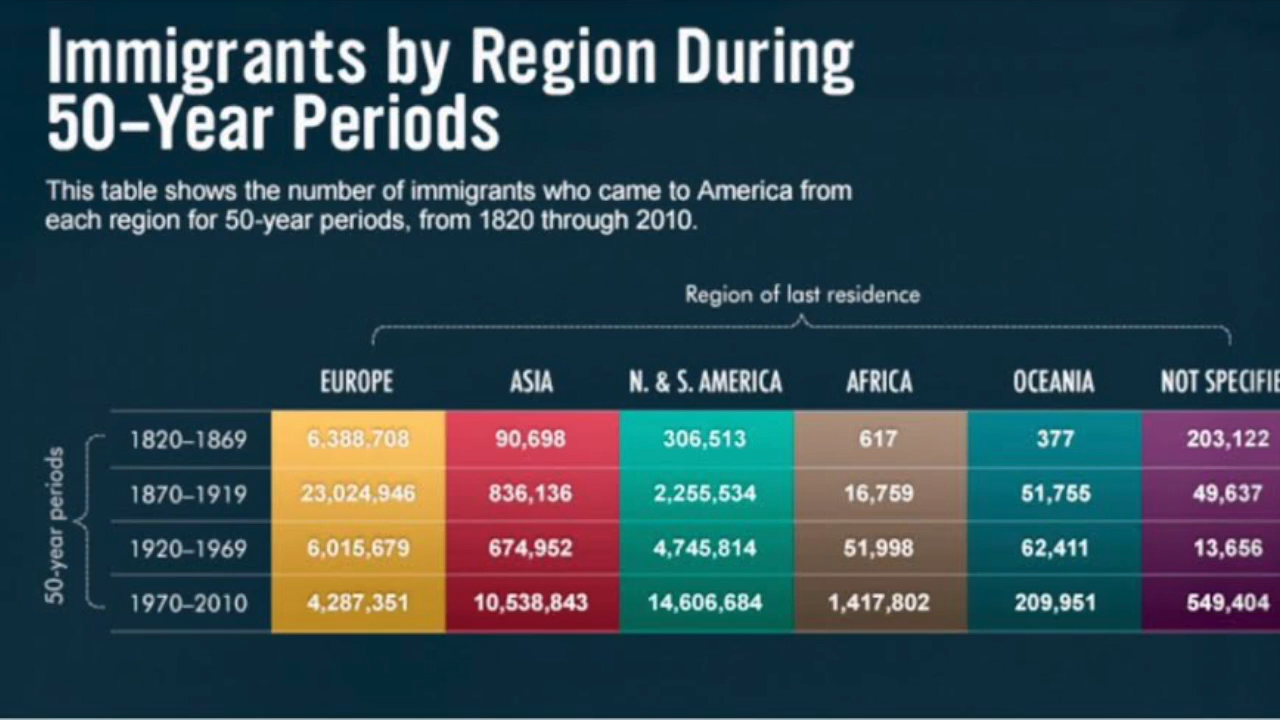 Immigrants by Region During
50–Year Periods
This table shows the number of immigrants who came to America from
each region for 50-year periods, from 1820 through 2010.
Region of last residence
EUROPE ASIA N. & S. AMERICA AFRICA OCEANIA NOT SPECIFIE
50-year periods
1820–1869 6,388,708 90,698 306,513 617 377 203,122
1870–1919 23,024,946 836,136 2,255,534 16,759 51,755 49,637
1920–1969 6,015,679 674,952 4,745,814 51,998 62,411 13,656
1970–2010 4,287,351 10,538,843 14,606,684 1,417,802 209,951 549,404